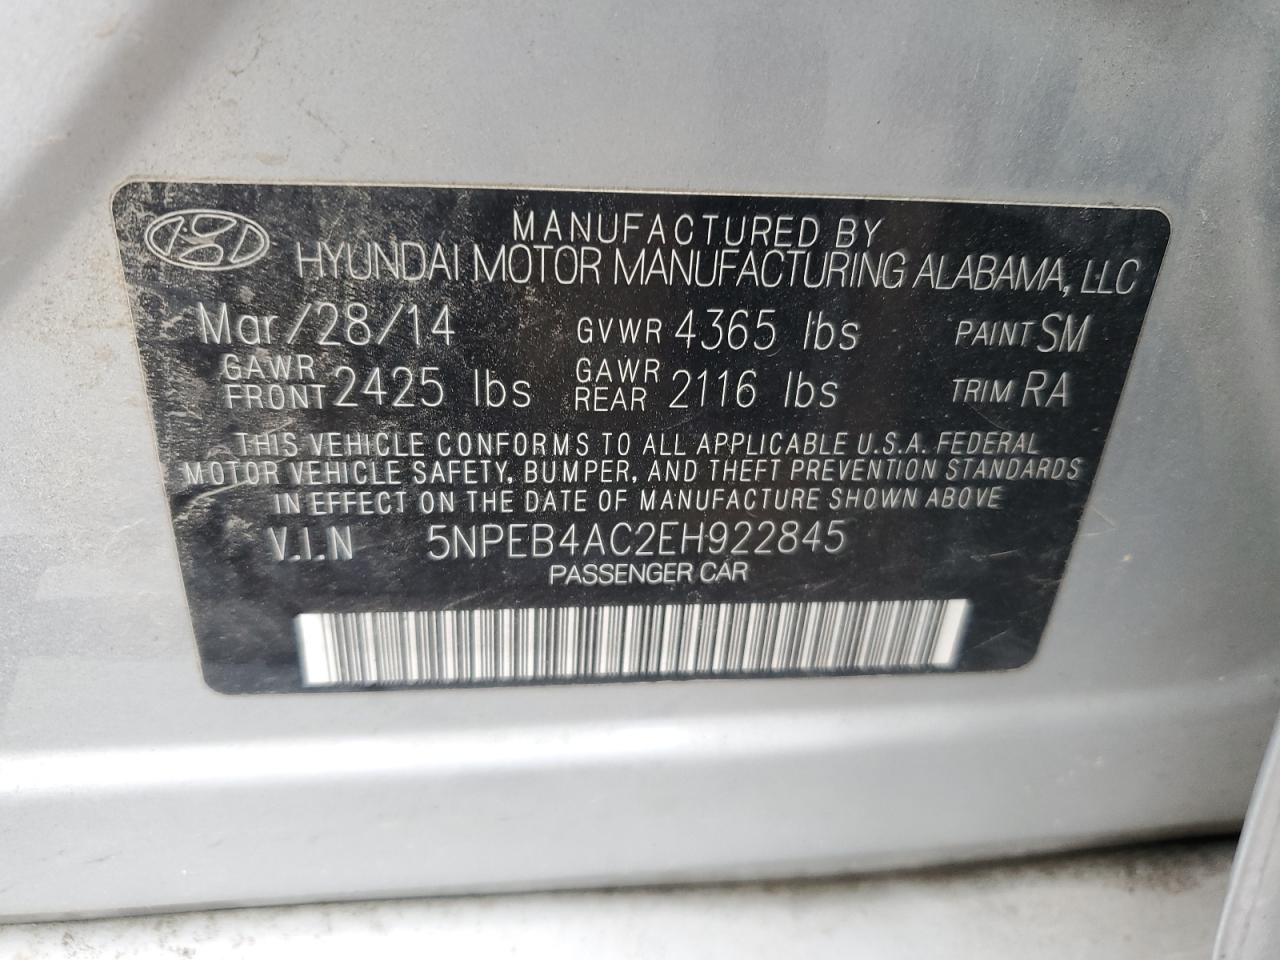 MANUFACTURED BY
HYUNDAI MOTOR MANUFACTURING ALABAMA, LLC
Mar/28/14 GVWR 4365 lbs PAINT SM
GAWR FRONT 2425 lbs GAWR REAR 2116 lbs TRIM RA
THIS VEHICLE CONFORMS TO ALL APPLICABLE U.S.A. FEDERAL
MOTOR VEHICLE SAFETY, BUMPER, AND THEFT PREVENTION STANDARDS
IN EFFECT ON THE DATE OF MANUFACTURE SHOWN ABOVE
V.I.N 5NPEB4AC2EH922845
PASSENGER CAR